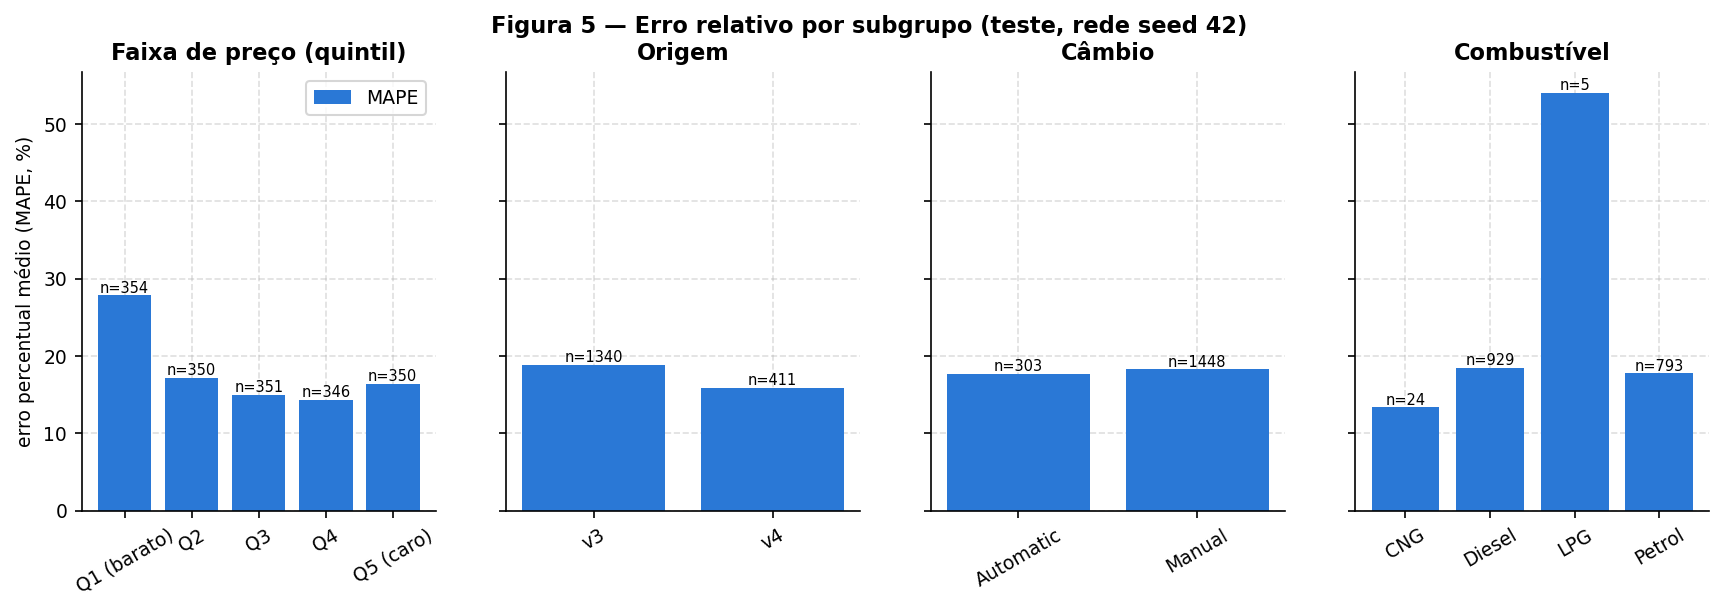 Figura 5 — Erro relativo por subgrupo (teste, rede seed 42)
Faixa de preço (quintil)
MAPE
erro percentual médio (MAPE, %)
50
40
30
20
10
0
n=354
n=350
n=351
n=346
n=350
Q1 (barato)
Q2
Q3
Q4
Q5 (caro)
Origem
n=1340
n=411
v3
v4
Câmbio
n=303
n=1448
Automatic
Manual
Combustível
n=24
n=929
n=5
n=793
CNG
Diesel
LPG
Petrol